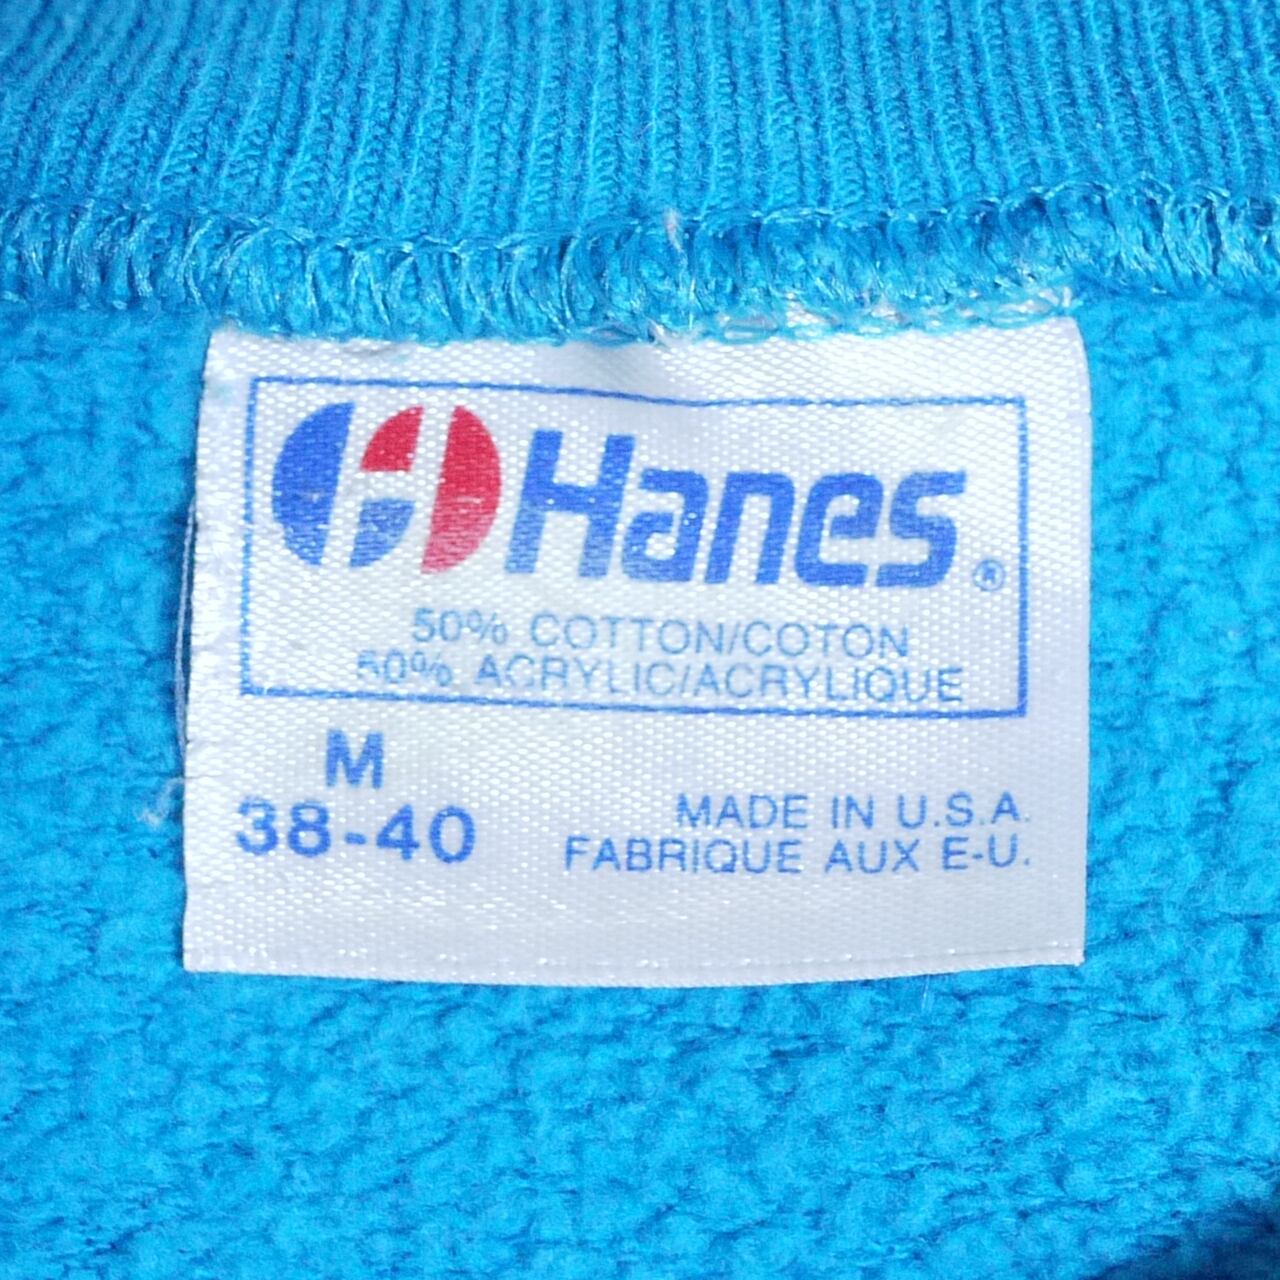 Hanes®
50% COTTON/COTON
50% ACRYLIC/ACRYLIQUE
M
38-40
MADE IN U.S.A.
FABRIQUE AUX E-U.